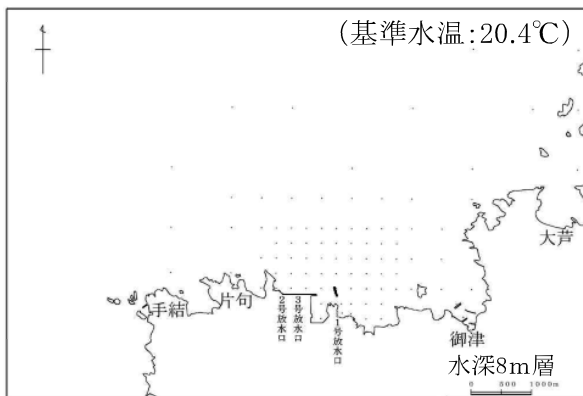 (基準水温:20.4℃)
大芦
手結
片句
2号放水口
3号放水口
1号放水口
御津
水深8m層
0 500 1000m